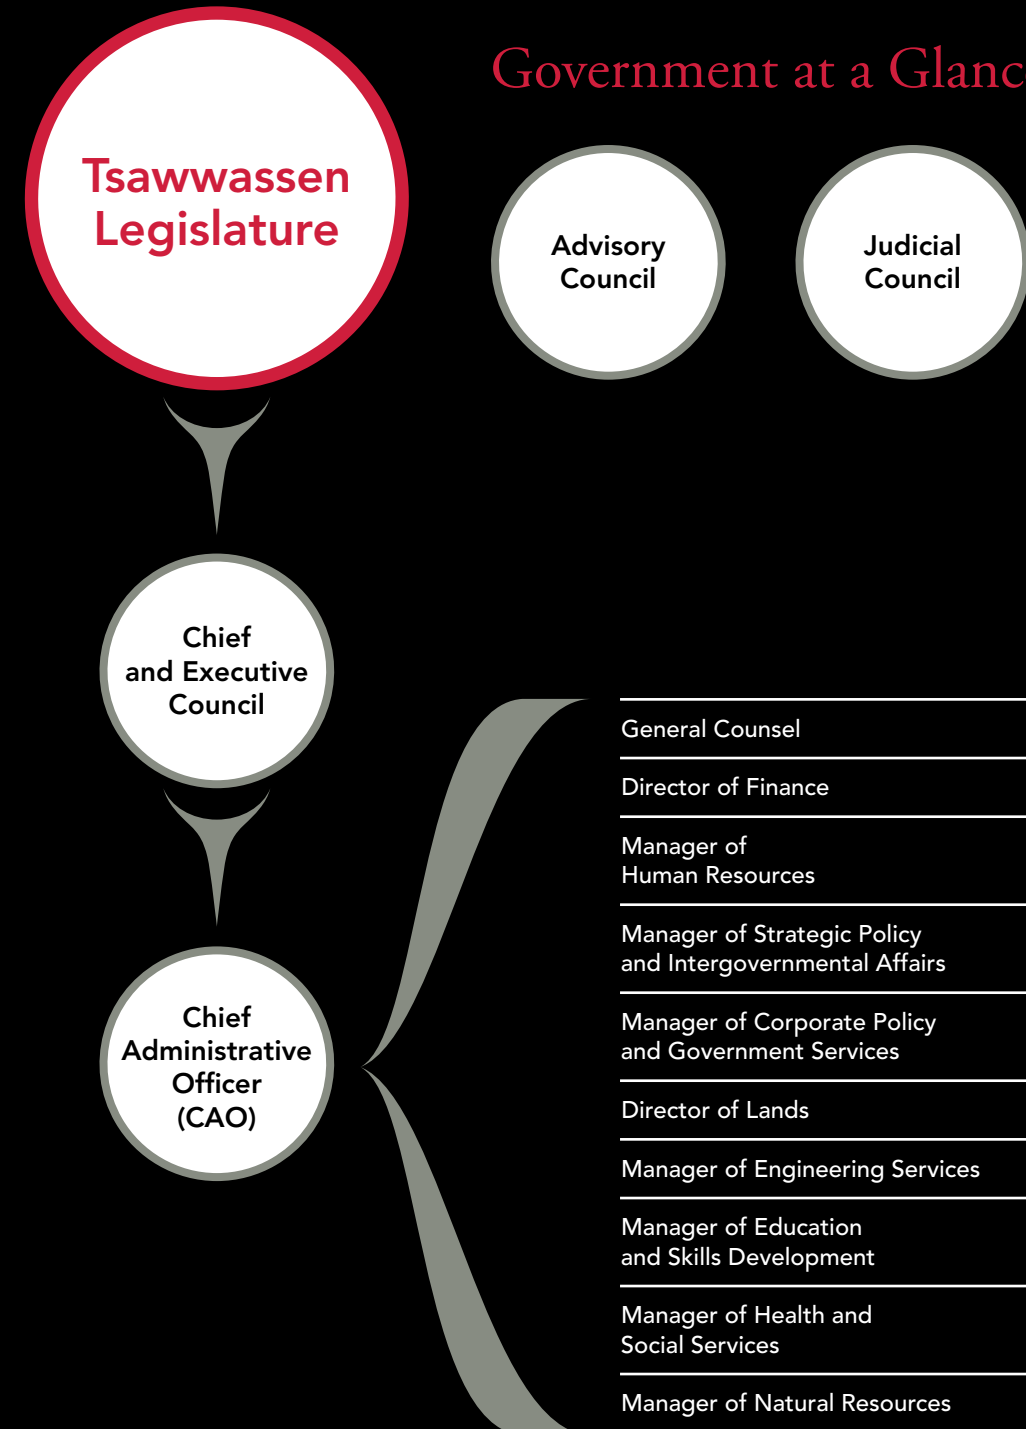 Government at a Glanc
Tsawwassen
Legislature
Advisory
Council
Judicial
Council
Chief
and Executive
Council
Chief
Administrative
Officer
(CAO)
General Counsel
Director of Finance
Manager of
Human Resources
Manager of Strategic Policy
and Intergovernmental Affairs
Manager of Corporate Policy
and Government Services
Director of Lands
Manager of Engineering Services
Manager of Education
and Skills Development
Manager of Health and
Social Services
Manager of Natural Resources